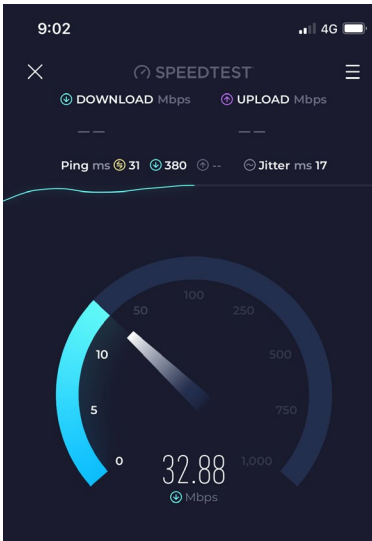 9:02 4G
SPEEDTEST
DOWNLOAD Mbps UPLOAD Mbps
-- --
Ping ms 31 380 -- Jitter ms 17
100
50 250
10 500
5 750
0 1,000
32.88
Mbps